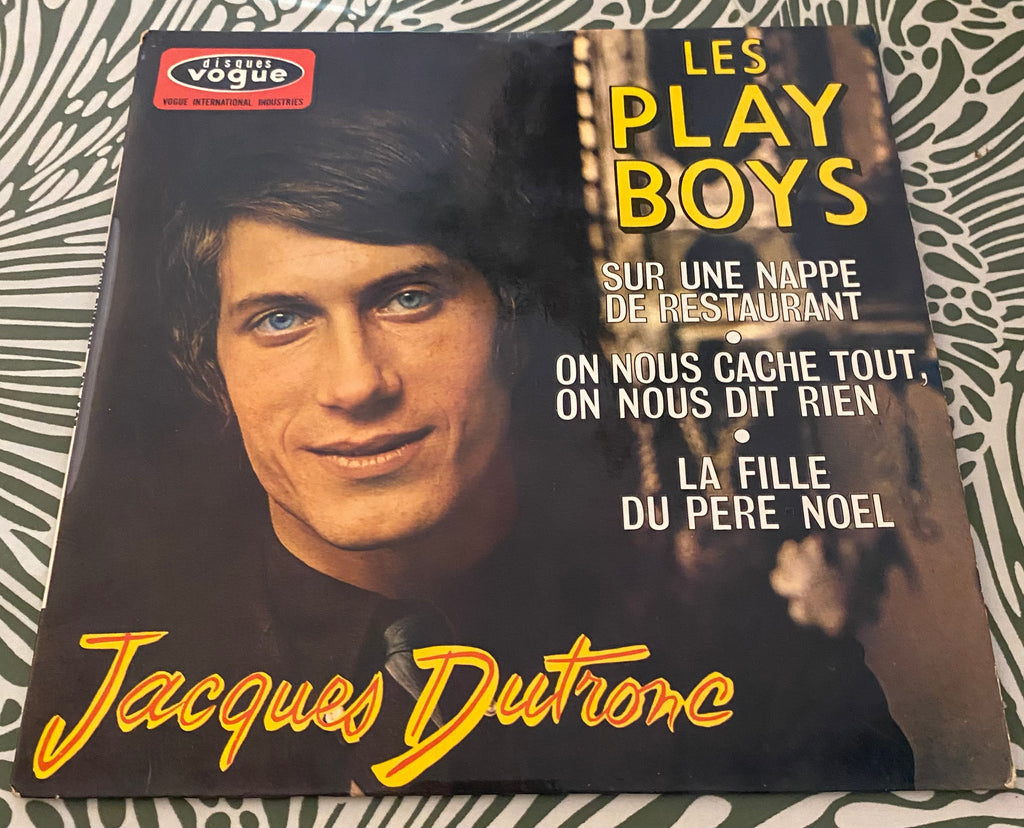 disques
vogue
VOGUE INTERNATIONAL INDUSTRIES
LES
PLAY
BOYS
SUR UNE NAPPE
DE RESTAURANT
ON NOUS CACHE TOUT,
ON NOUS DIT RIEN
LA FILLE
DU PERE NOEL
Jacques Dutronc